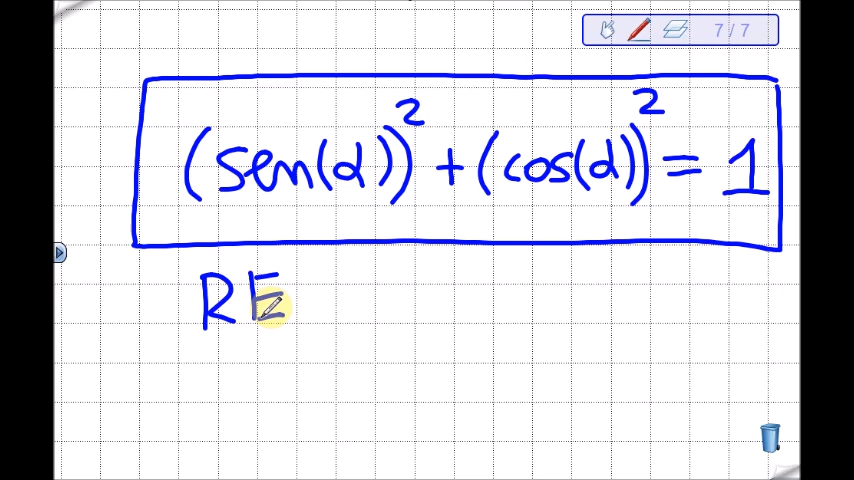 7 / 7
(sen(α))² + (cos(α))² = 1
RE